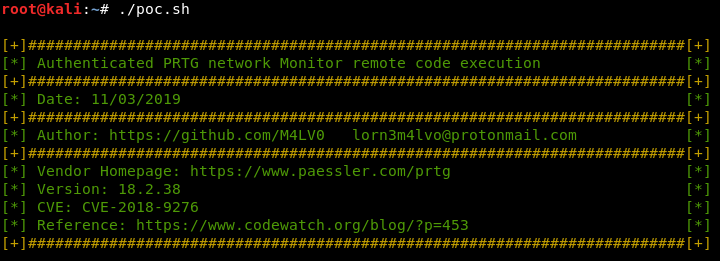 root@kali:~# ./poc.sh
[+]#########################################################################[+]
[*] Authenticated PRTG network Monitor remote code execution                [*]
[+]#########################################################################[+]
[*] Date: 11/03/2019                                                        [*]
[+]#########################################################################[+]
[*] Author: https://github.com/M4LV0   lorn3m4lvo@protonmail.com            [*]
[+]#########################################################################[+]
[*] Vendor Homepage: https://www.paessler.com/prtg                          [*]
[*] Version: 18.2.38                                                        [*]
[*] CVE: CVE-2018-9276                                                      [*]
[*] Reference: https://www.codewatch.org/blog/?p=453                        [*]
[+]#########################################################################[+]